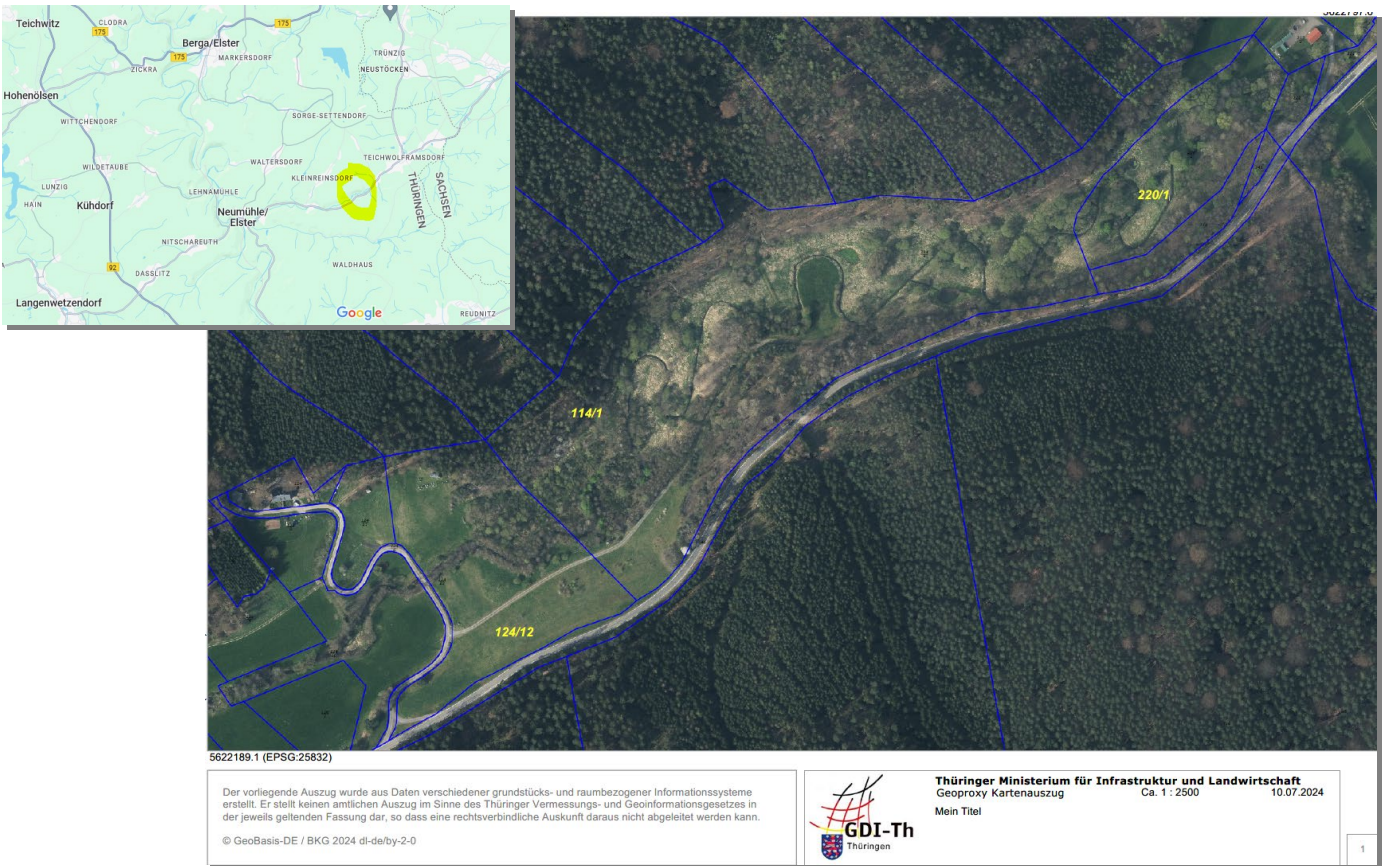 Teichwitz
CLODRA
175
175
Berga/Elster
MARKERSDORF
175
ZICKRA
TRÜNZIG
NEUSTÖCKEN
Hohenölsen
WITTCHENDORF
SORGE-SETTENDORF
WALTERSDORF
TEICHWOLFRAMSDORF
WILDETAUBE
KLEINREINSDORF
LUNZIG
LEHNAMÜHLE
THÜRINGEN
SACHSEN
HAIN
Kühdorf
Neumühle/
Elster
NITSCHAREUTH
WALDHAUS
92
DASSLITZ
Langenwetzendorf
Google
REUDNITZ
220/1
114/1
124/12
5622189.1 (EPSG:25832)
Der vorliegende Auszug wurde aus Daten verschiedener grundstücks- und raumbezogener Informationssysteme
erstellt. Er stellt keinen amtlichen Auszug im Sinne des Thüringer Vermessungs- und Geoinformationsgesetzes in
der jeweils geltenden Fassung dar, so dass eine rechtsverbindliche Auskunft daraus nicht abgeleitet werden kann.
© GeoBasis-DE / BKG 2024 dl-de/by-2-0
GDI-Th
Thüringen
Thüringer Ministerium für Infrastruktur und Landwirtschaft
Geoproxy Kartenauszug Ca. 1 : 2500 10.07.2024
Mein Titel
1